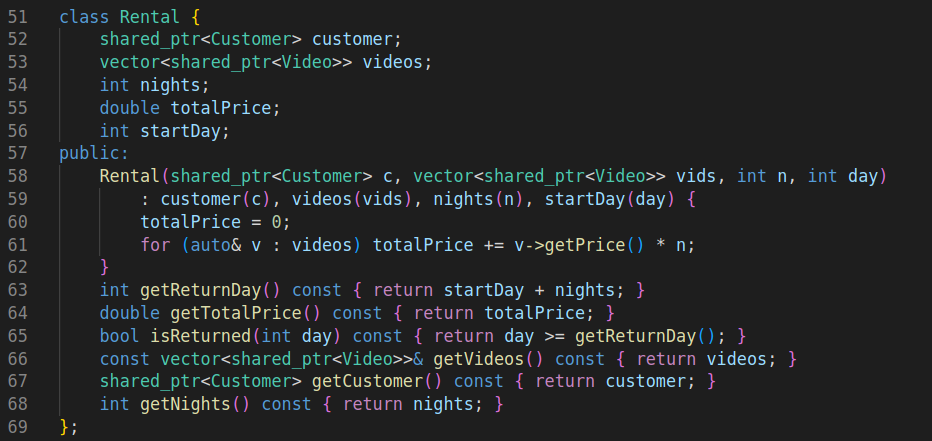 51 class Rental {
52     shared_ptr<Customer> customer;
53     vector<shared_ptr<Video>> videos;
54     int nights;
55     double totalPrice;
56     int startDay;
57 public:
58     Rental(shared_ptr<Customer> c, vector<shared_ptr<Video>> vids, int n, int day)
59         : customer(c), videos(vids), nights(n), startDay(day) {
60         totalPrice = 0;
61         for (auto& v : videos) totalPrice += v->getPrice() * n;
62     }
63     int getReturnDay() const { return startDay + nights; }
64     double getTotalPrice() const { return totalPrice; }
65     bool isReturned(int day) const { return day >= getReturnDay(); }
66     const vector<shared_ptr<Video>>& getVideos() const { return videos; }
67     shared_ptr<Customer> getCustomer() const { return customer; }
68     int getNights() const { return nights; }
69 };